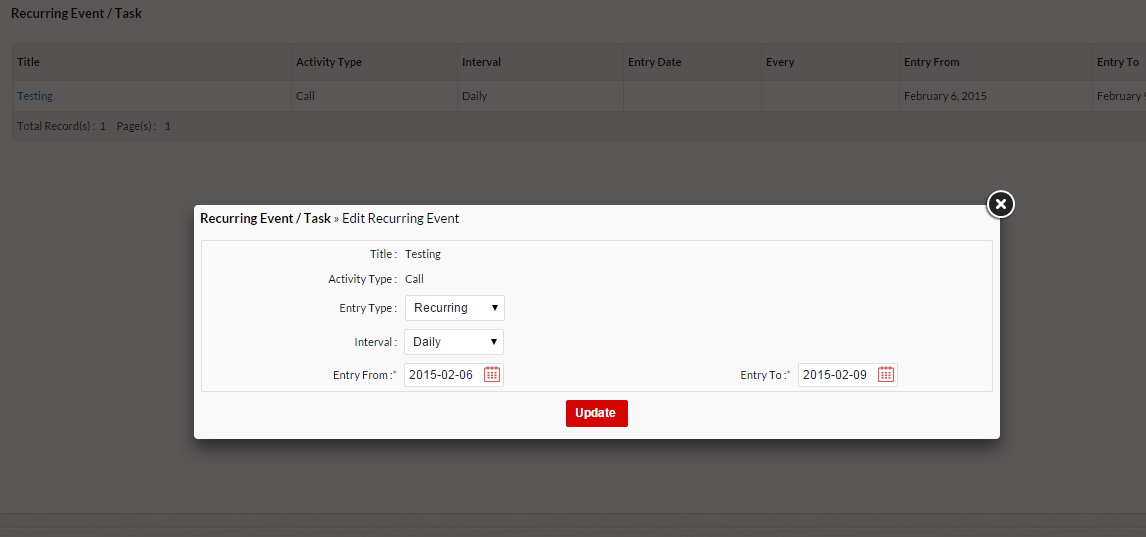 Recurring Event / Task
Title Activity Type Interval Entry Date Every Entry From Entry To
Testing Call Daily February 6, 2015 February
Total Record(s) : 1 Page(s) : 1
Recurring Event / Task » Edit Recurring Event
Title : Testing
Activity Type : Call
Entry Type : Recurring
Interval : Daily
Entry From :* 2015-02-06 Entry To :* 2015-02-09
Update